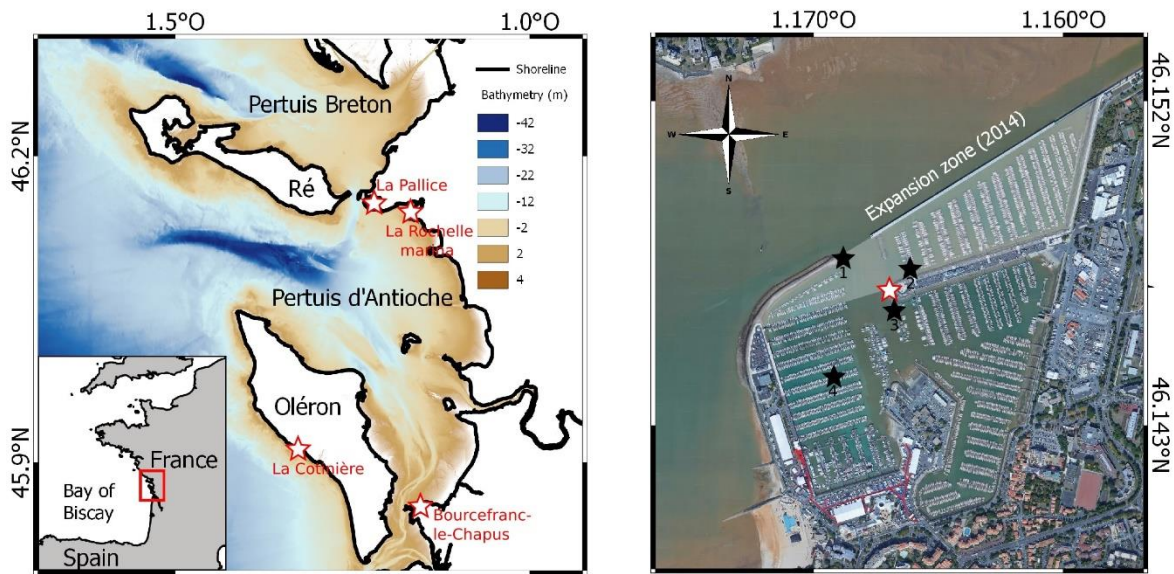 1.5°O
1.0°O
46.2°N
45.9°N
Shoreline
Bathymetry (m)
-42
-32
-22
-12
-2
2
4
Pertuis Breton
Ré
La Pallice
La Rochelle
marina
Pertuis d'Antioche
Oléron
La Cotinière
Bourcefranc-
le-Chapus
France
Bay of
Biscay
Spain
1.170°O
1.160°O
46.152°N
46.143°N
N
W
E
S
Expansion zone (2014)
1
2
3
4